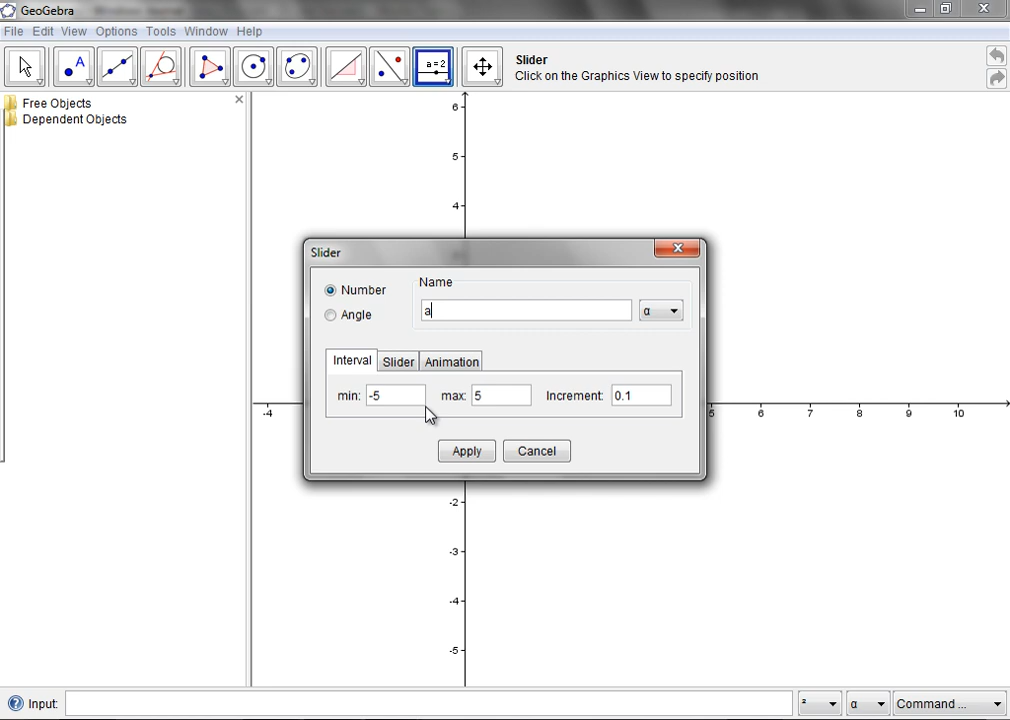 GeoGebra
File Edit View Options Tools Window Help
A
a=2
Slider
Click on the Graphics View to specify position
Free Objects
Dependent Objects
6
5
4
Slider
Number
Name
Angle
a
α
Interval Slider Animation
min: -5 max: 5 Increment: 0.1
Apply Cancel
-4 5 6 7 8 9 10
-2
-3
-4
-5
Input: ² α Command ...